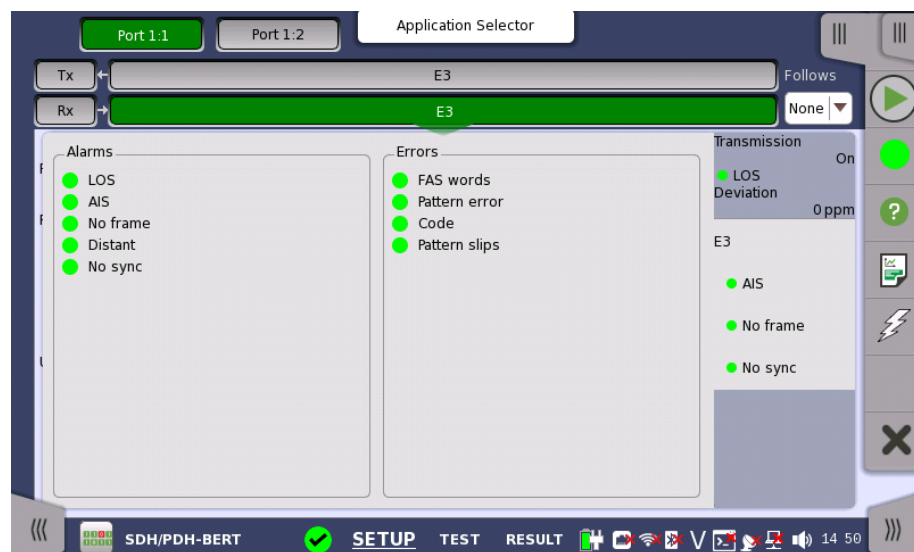 Port 1:1
Port 1:2
Application Selector
Tx
E3
Follows
Rx
E3
None
Alarms
LOS
AIS
No frame
Distant
No sync
Errors
FAS words
Pattern error
Code
Pattern slips
Transmission
On
LOS
Deviation
0 ppm
E3
AIS
No frame
No sync
SDH/PDH-BERT
SETUP
TEST
RESULT
14 50